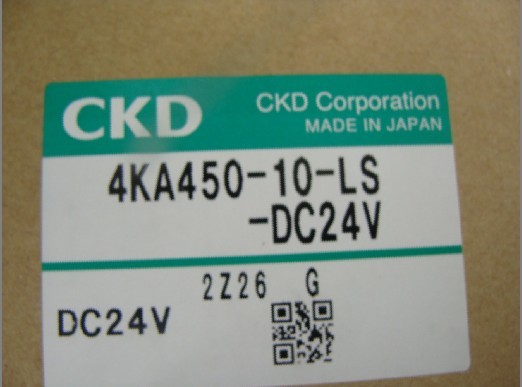 CKD
CKD Corporation
MADE IN JAPAN
4KA450-10-LS
-DC24V
2Z26 G
DC24V